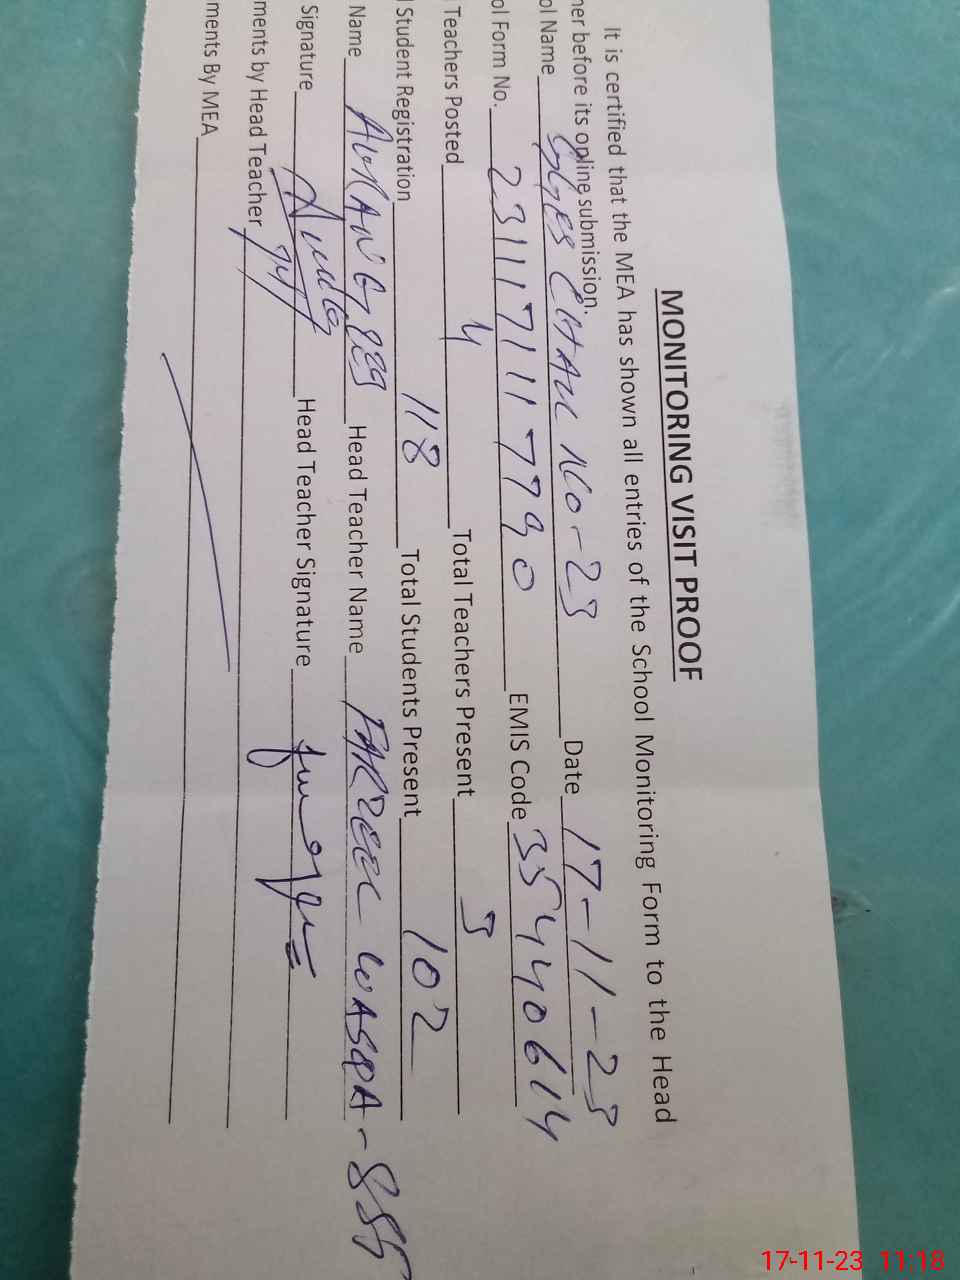 MONITORING VISIT PROOF
It is certified that the MEA has shown all entries of the School Monitoring Form to the Head
her before its online submission.
ol Name GGES CHAK NO-23 Date 17-11-23
ol Form No. 2311171117790 EMIS Code 35440614
Teachers Posted 4 Total Teachers Present 3
Student Registration 118 Total Students Present 102
Name Head Teacher Name WASQA-
Signature Head Teacher Signature
ments by Head Teacher
ments By MEA
17-11-23 11:18